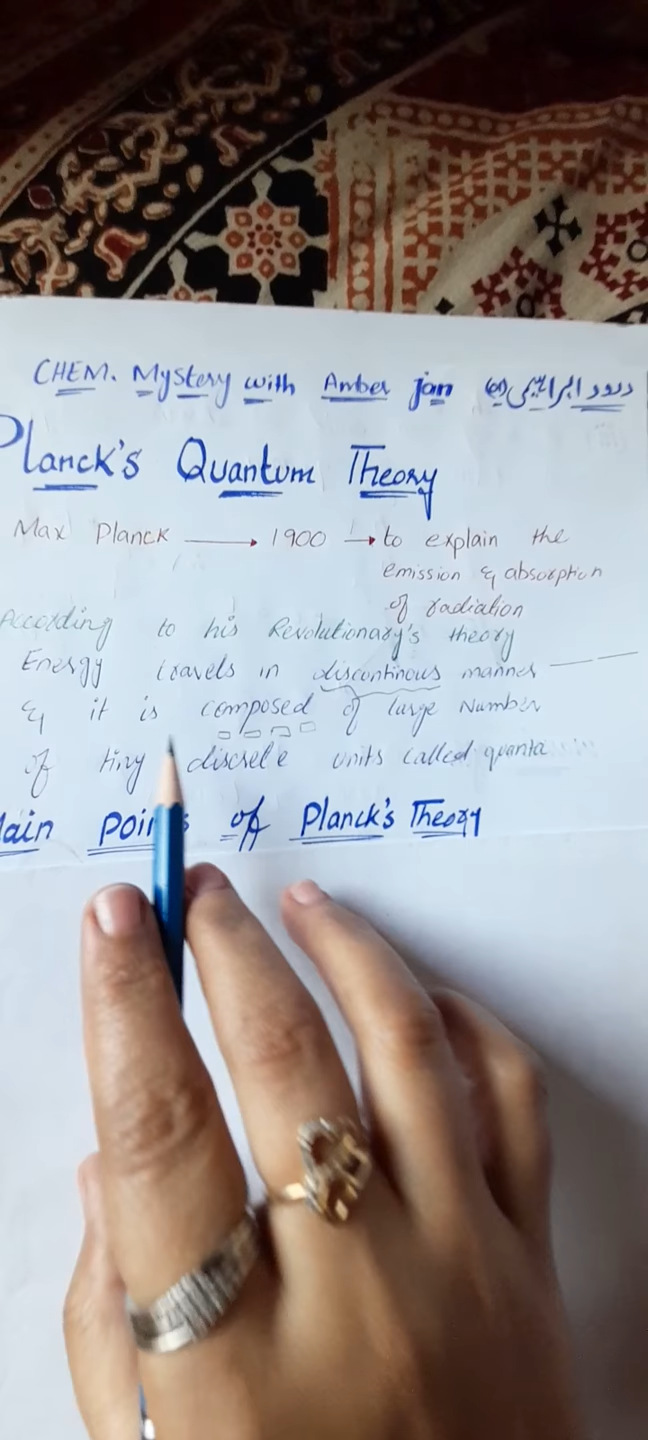 CHEM. Mystery with Amber jan درود ابراہیمی
Planck's Quantum Theory
Max Planck → 1900 → to explain the
emission & absorption
of radiation
According to his Revolutionary's theory
Energy travels in discontinous manner
& it is composed of large Number
of tiny discrete units called quanta
Main Points of Planck's Theory